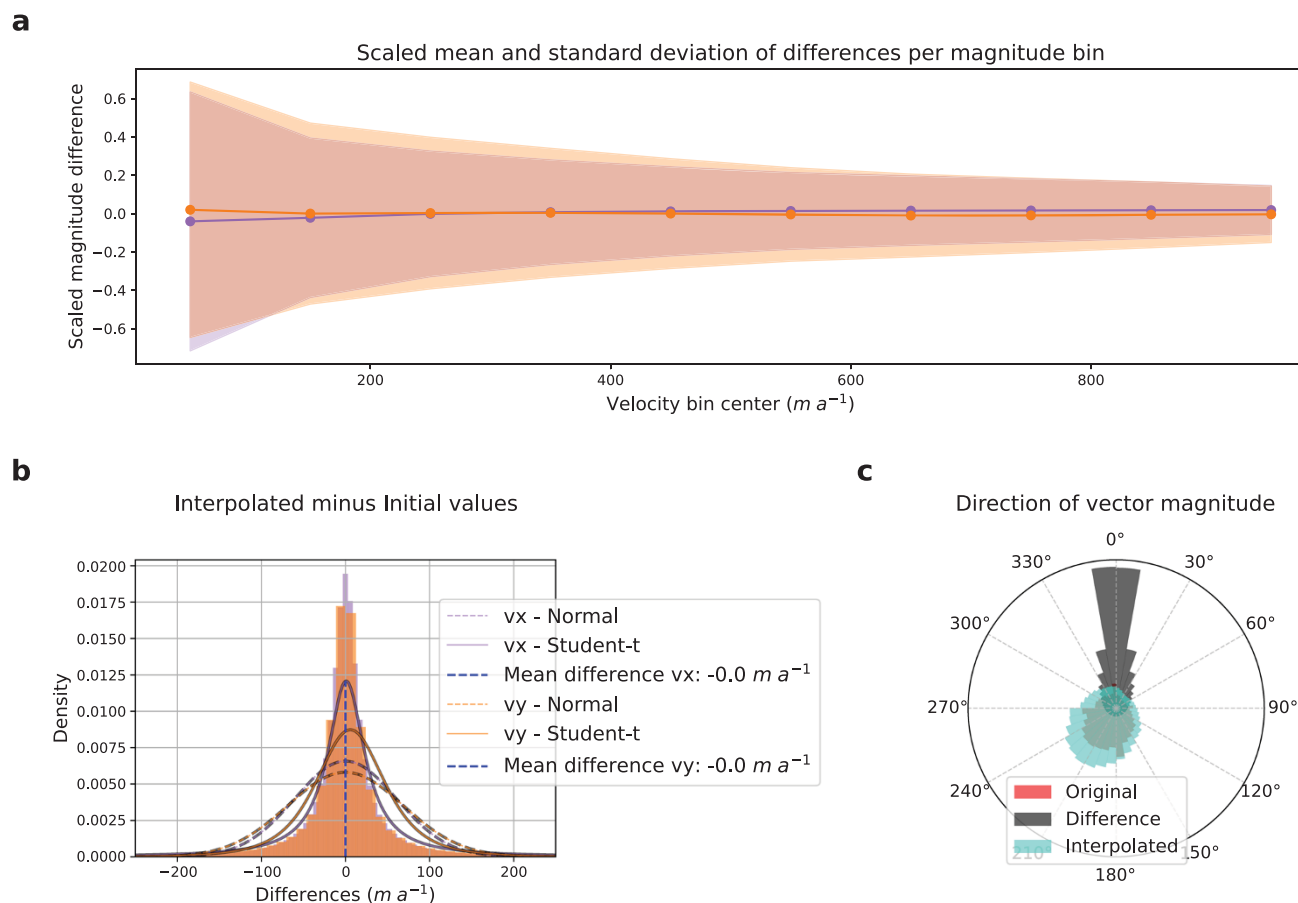 a
Scaled mean and standard deviation of differences per magnitude bin
Scaled magnitude difference
0.6
0.4
0.2
0.0
−0.2
−0.4
−0.6
200
400
600
800
Velocity bin center (m a⁻¹)
b
Interpolated minus Initial values
Density
0.0200
0.0175
0.0150
0.0125
0.0100
0.0075
0.0050
0.0025
0.0000
−200
−100
0
100
200
Differences (m a⁻¹)
vx - Normal
vx - Student-t
Mean difference vx: -0.0 m a⁻¹
vy - Normal
vy - Student-t
Mean difference vy: -0.0 m a⁻¹
c
Direction of vector magnitude
0°
30°
60°
90°
120°
150°
180°
210°
240°
270°
300°
330°
Original
Difference
Interpolated